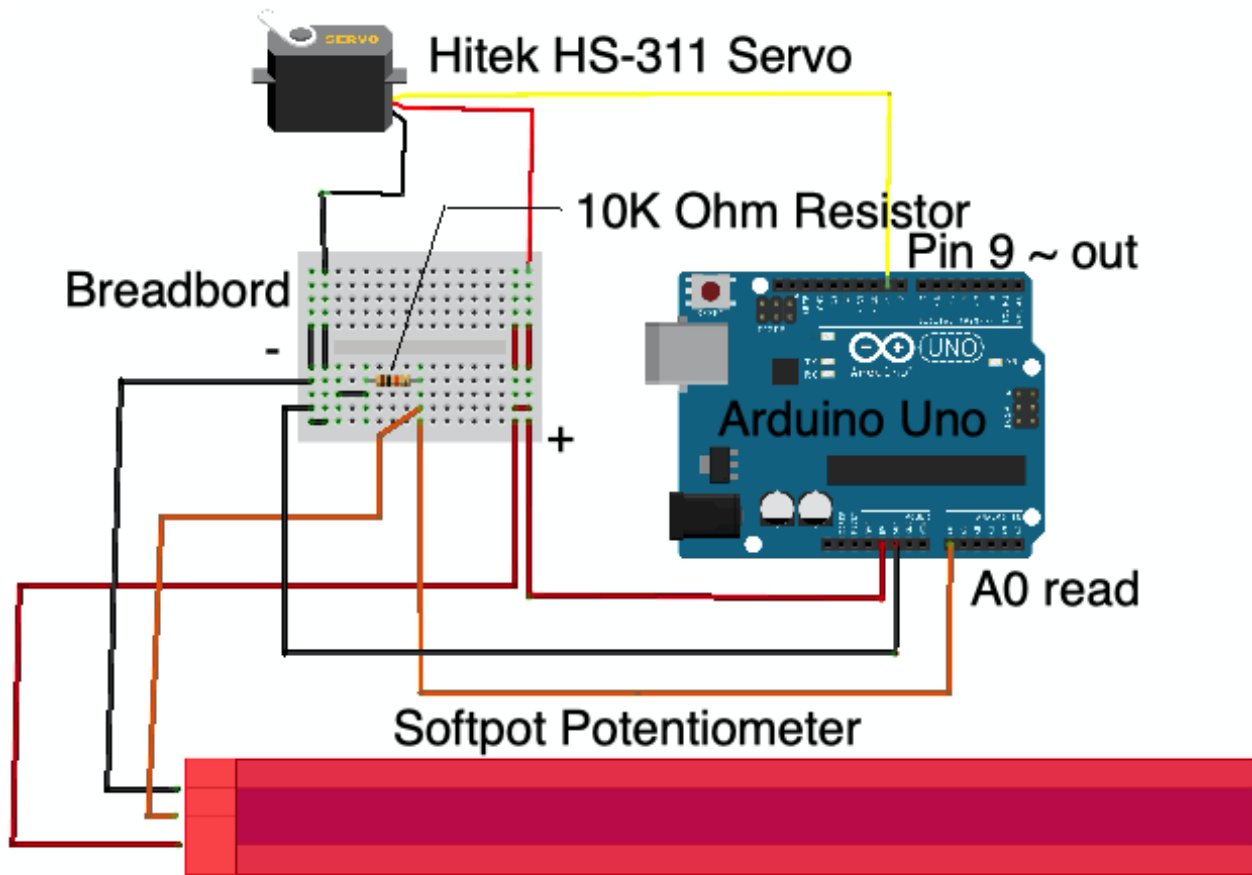 SERVO
Hitek HS-311 Servo
10K Ohm Resistor
Pin 9 ~ out
Breadbord
-
UNO
Arduino
Arduino Uno
+
A0 read
Softpot Potentiometer